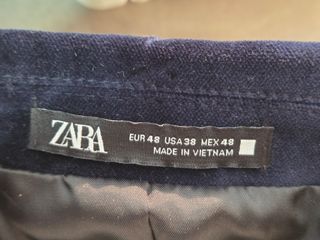 ZARA
EUR 48 USA 38 MEX 48
MADE IN VIETNAM